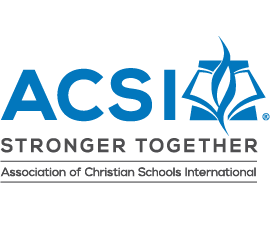 ACSI®
STRONGER TOGETHER
Association of Christian Schools International